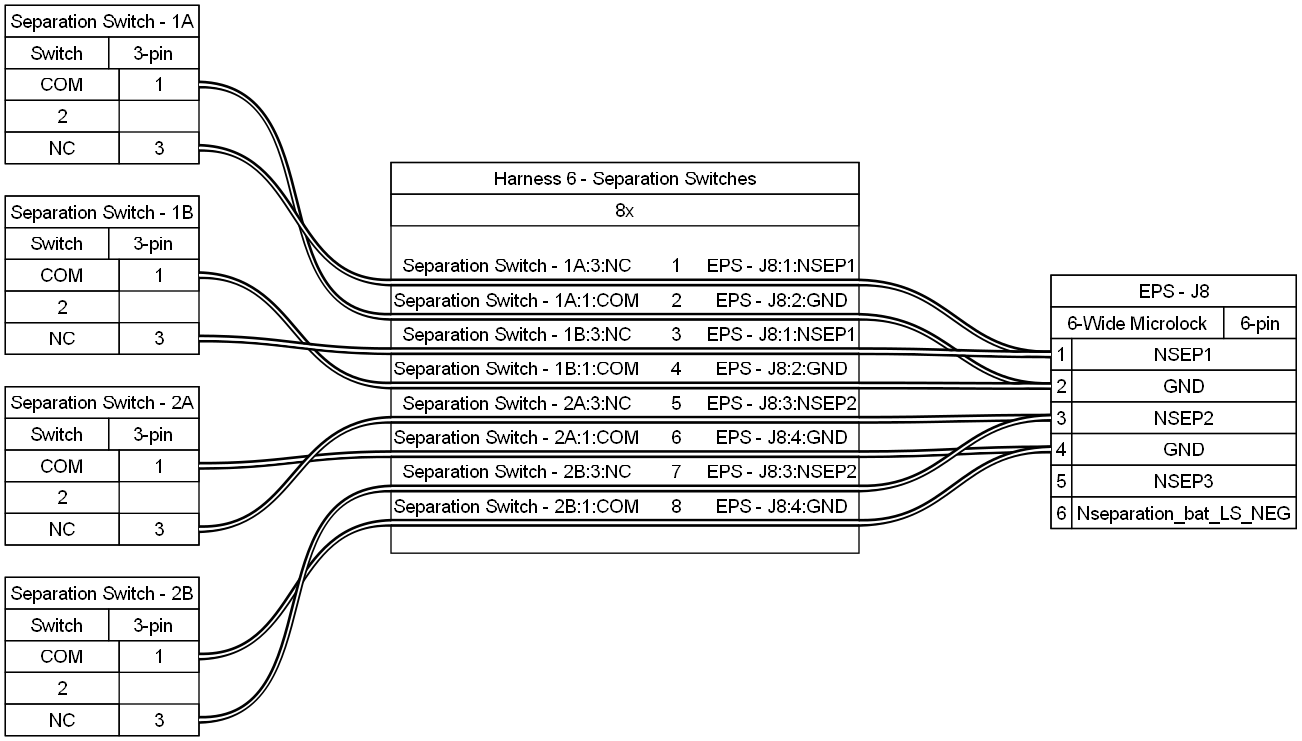 Separation Switch - 1A
Switch 3-pin
COM 1
2
NC 3
Separation Switch - 1B
Switch 3-pin
COM 1
2
NC 3
Separation Switch - 2A
Switch 3-pin
COM 1
2
NC 3
Separation Switch - 2B
Switch 3-pin
COM 1
2
NC 3
Harness 6 - Separation Switches
8x
Separation Switch - 1A:3:NC 1 EPS - J8:1:NSEP1
Separation Switch - 1A:1:COM 2 EPS - J8:2:GND
Separation Switch - 1B:3:NC 3 EPS - J8:1:NSEP1
Separation Switch - 1B:1:COM 4 EPS - J8:2:GND
Separation Switch - 2A:3:NC 5 EPS - J8:3:NSEP2
Separation Switch - 2A:1:COM 6 EPS - J8:4:GND
Separation Switch - 2B:3:NC 7 EPS - J8:3:NSEP2
Separation Switch - 2B:1:COM 8 EPS - J8:4:GND
EPS - J8
6-Wide Microlock 6-pin
1 NSEP1
2 GND
3 NSEP2
4 GND
5 NSEP3
6 Nseparation_bat_LS_NEG